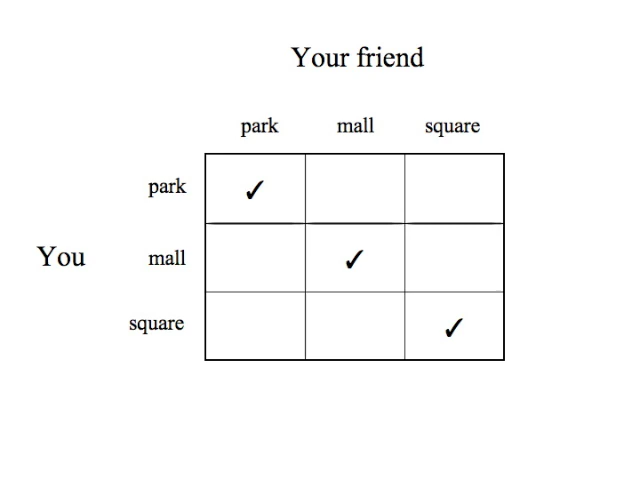 Your friend
park mall square
park ✓
You mall ✓
square ✓